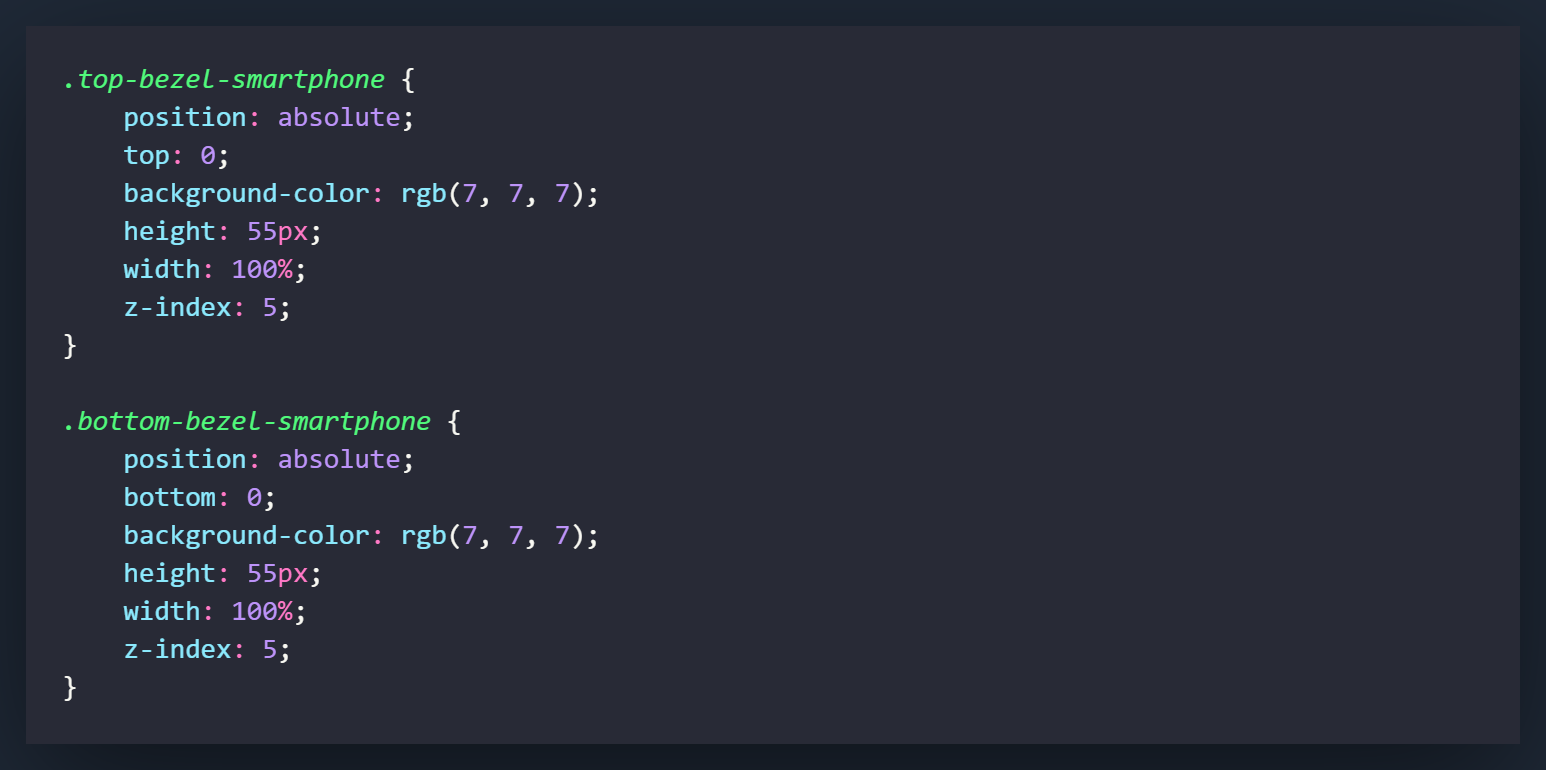 .top-bezel-smartphone {
    position: absolute;
    top: 0;
    background-color: rgb(7, 7, 7);
    height: 55px;
    width: 100%;
    z-index: 5;
}

.bottom-bezel-smartphone {
    position: absolute;
    bottom: 0;
    background-color: rgb(7, 7, 7);
    height: 55px;
    width: 100%;
    z-index: 5;
}